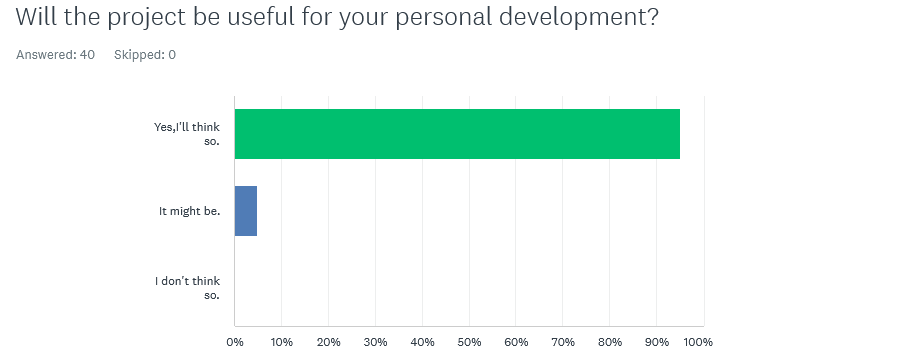 Will the project be useful for your personal development?
Answered: 40 Skipped: 0
Yes,I'll think
so.
It might be.
I don't think
so.
0% 10% 20% 30% 40% 50% 60% 70% 80% 90% 100%